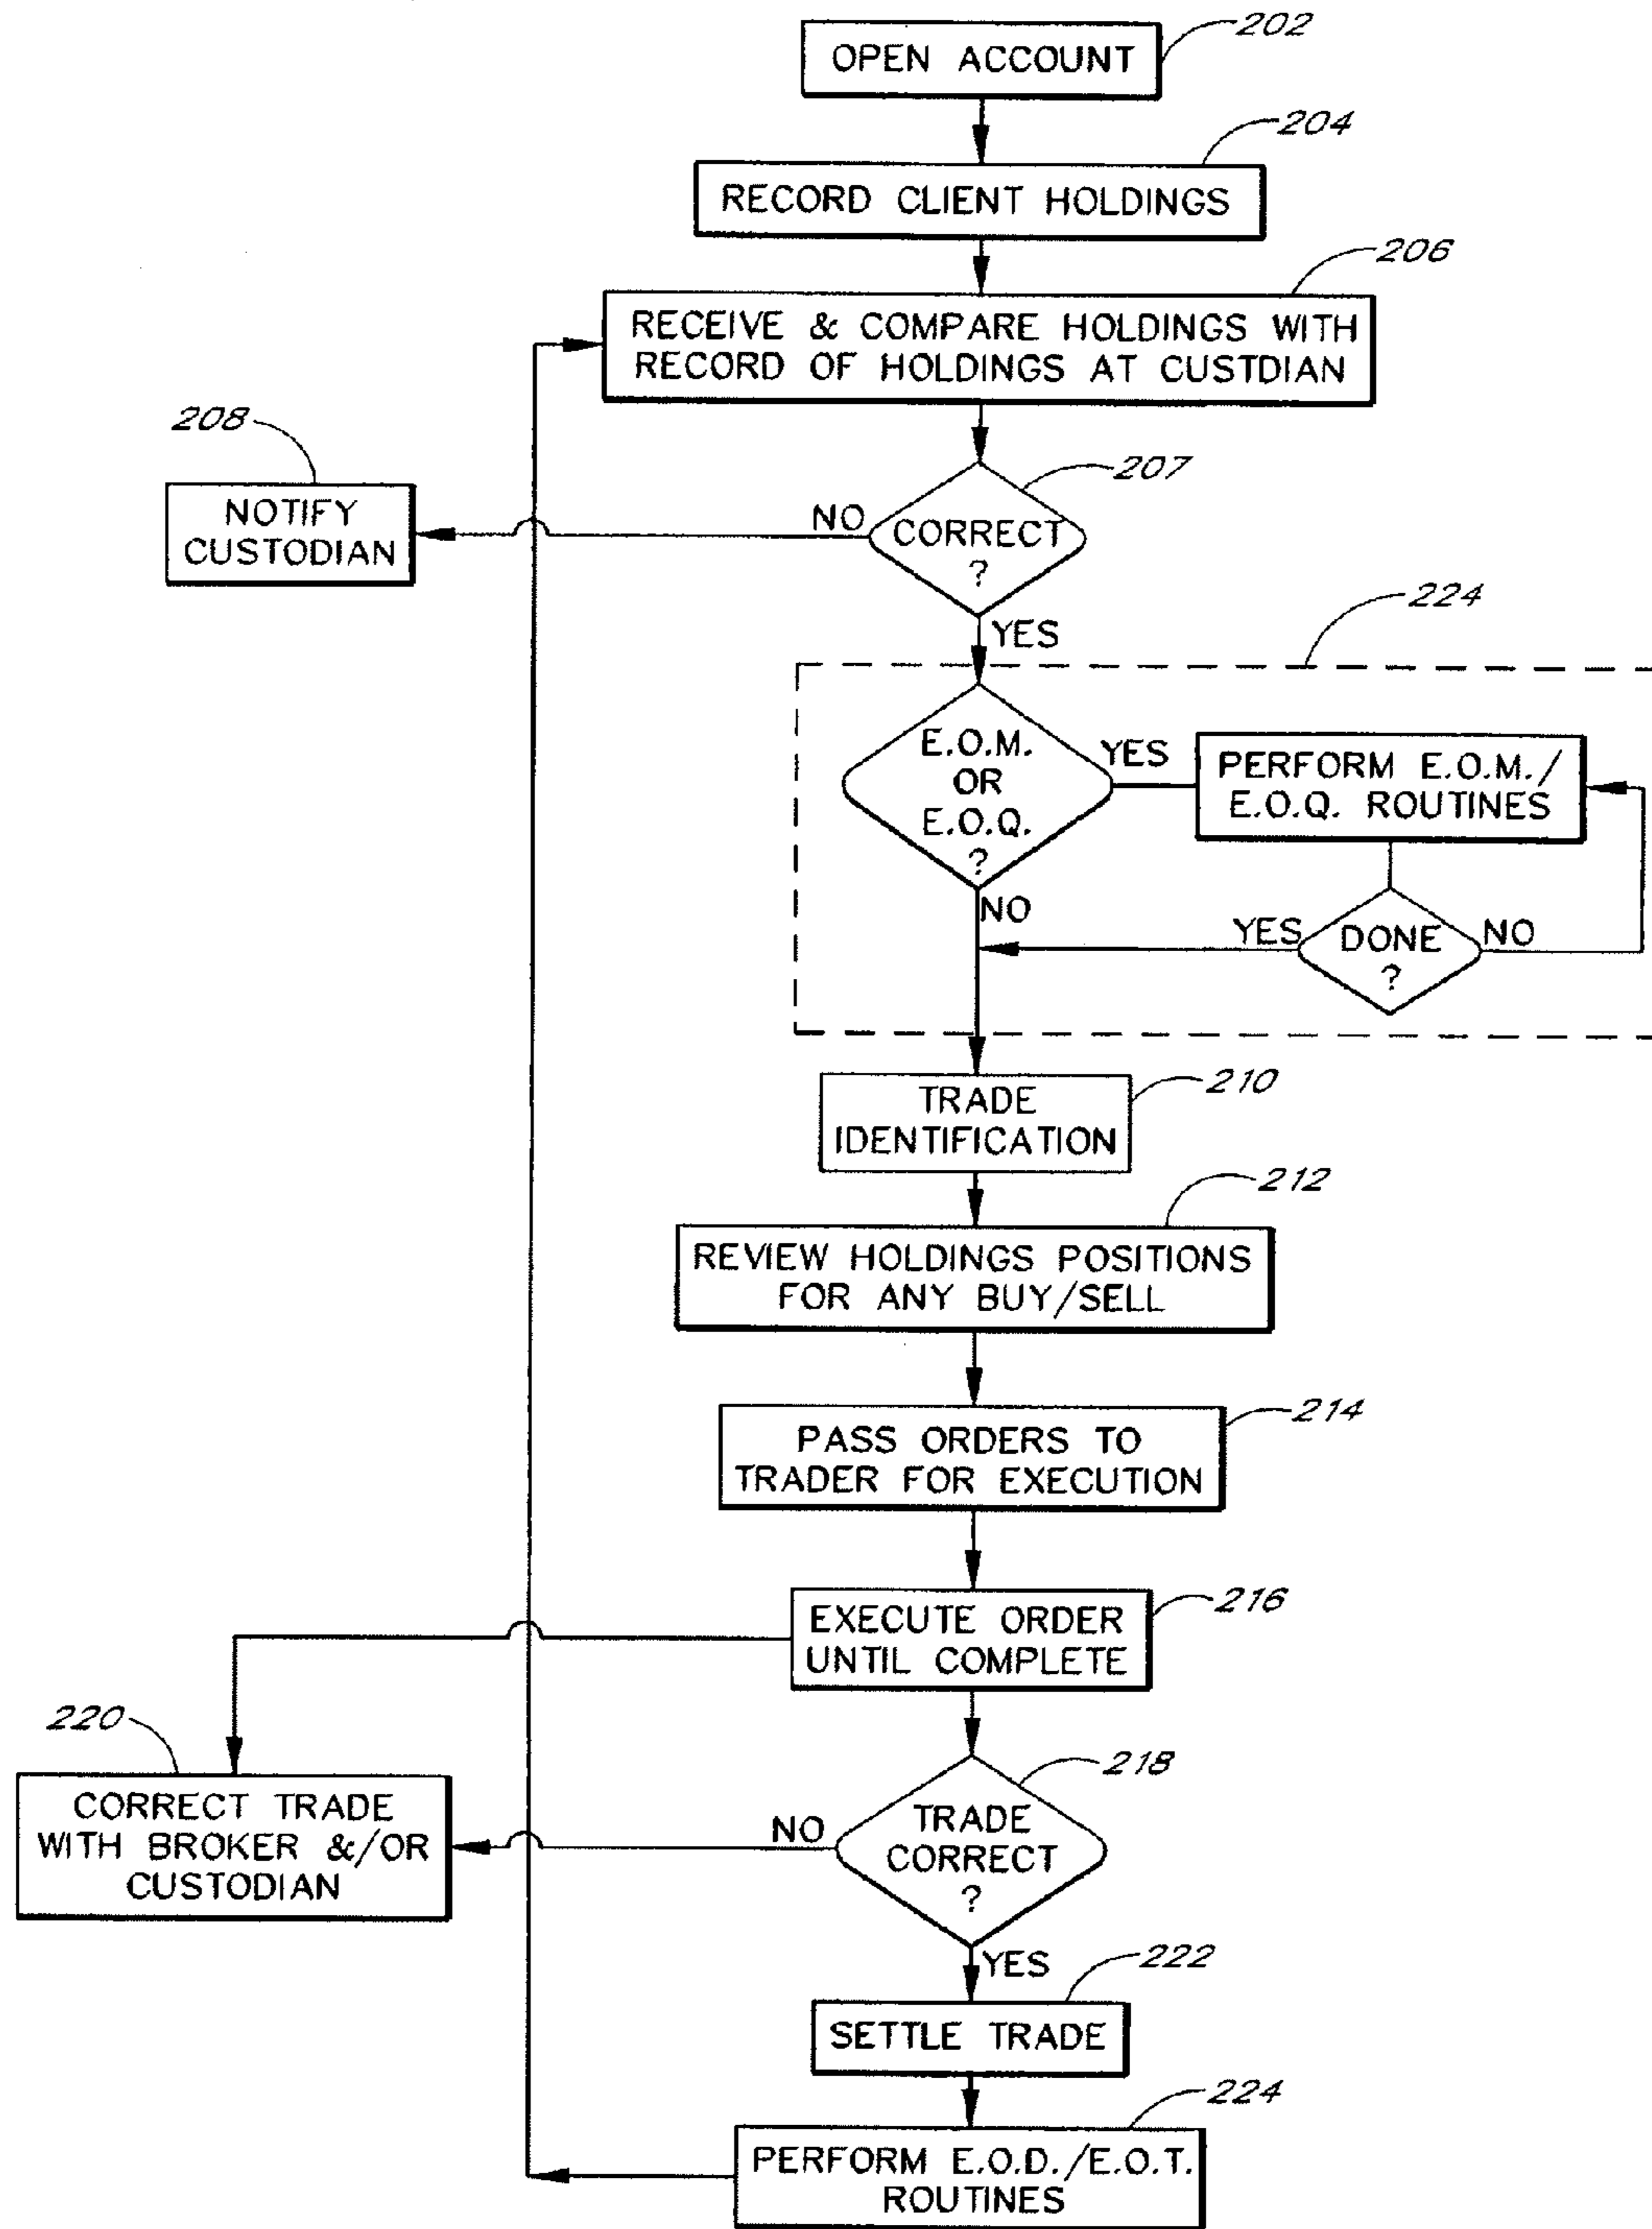 202
OPEN ACCOUNT
204
RECORD CLIENT HOLDINGS
206
RECEIVE & COMPARE HOLDINGS WITH
RECORD OF HOLDINGS AT CUSTDIAN
208
207
NOTIFY
CUSTODIAN
NO
CORRECT
?
YES
224
E.O.M.
OR
E.O.Q.
?
YES
PERFORM E.O.M./
E.O.Q. ROUTINES
NO
YES
DONE
?
NO
210
TRADE
IDENTIFICATION
212
REVIEW HOLDINGS POSITIONS
FOR ANY BUY/SELL
214
PASS ORDERS TO
TRADER FOR EXECUTION
216
EXECUTE ORDER
UNTIL COMPLETE
220
218
CORRECT TRADE
WITH BROKER &/OR
CUSTODIAN
NO
TRADE
CORRECT
?
YES
222
SETTLE TRADE
224
PERFORM E.O.D./E.O.T.
ROUTINES